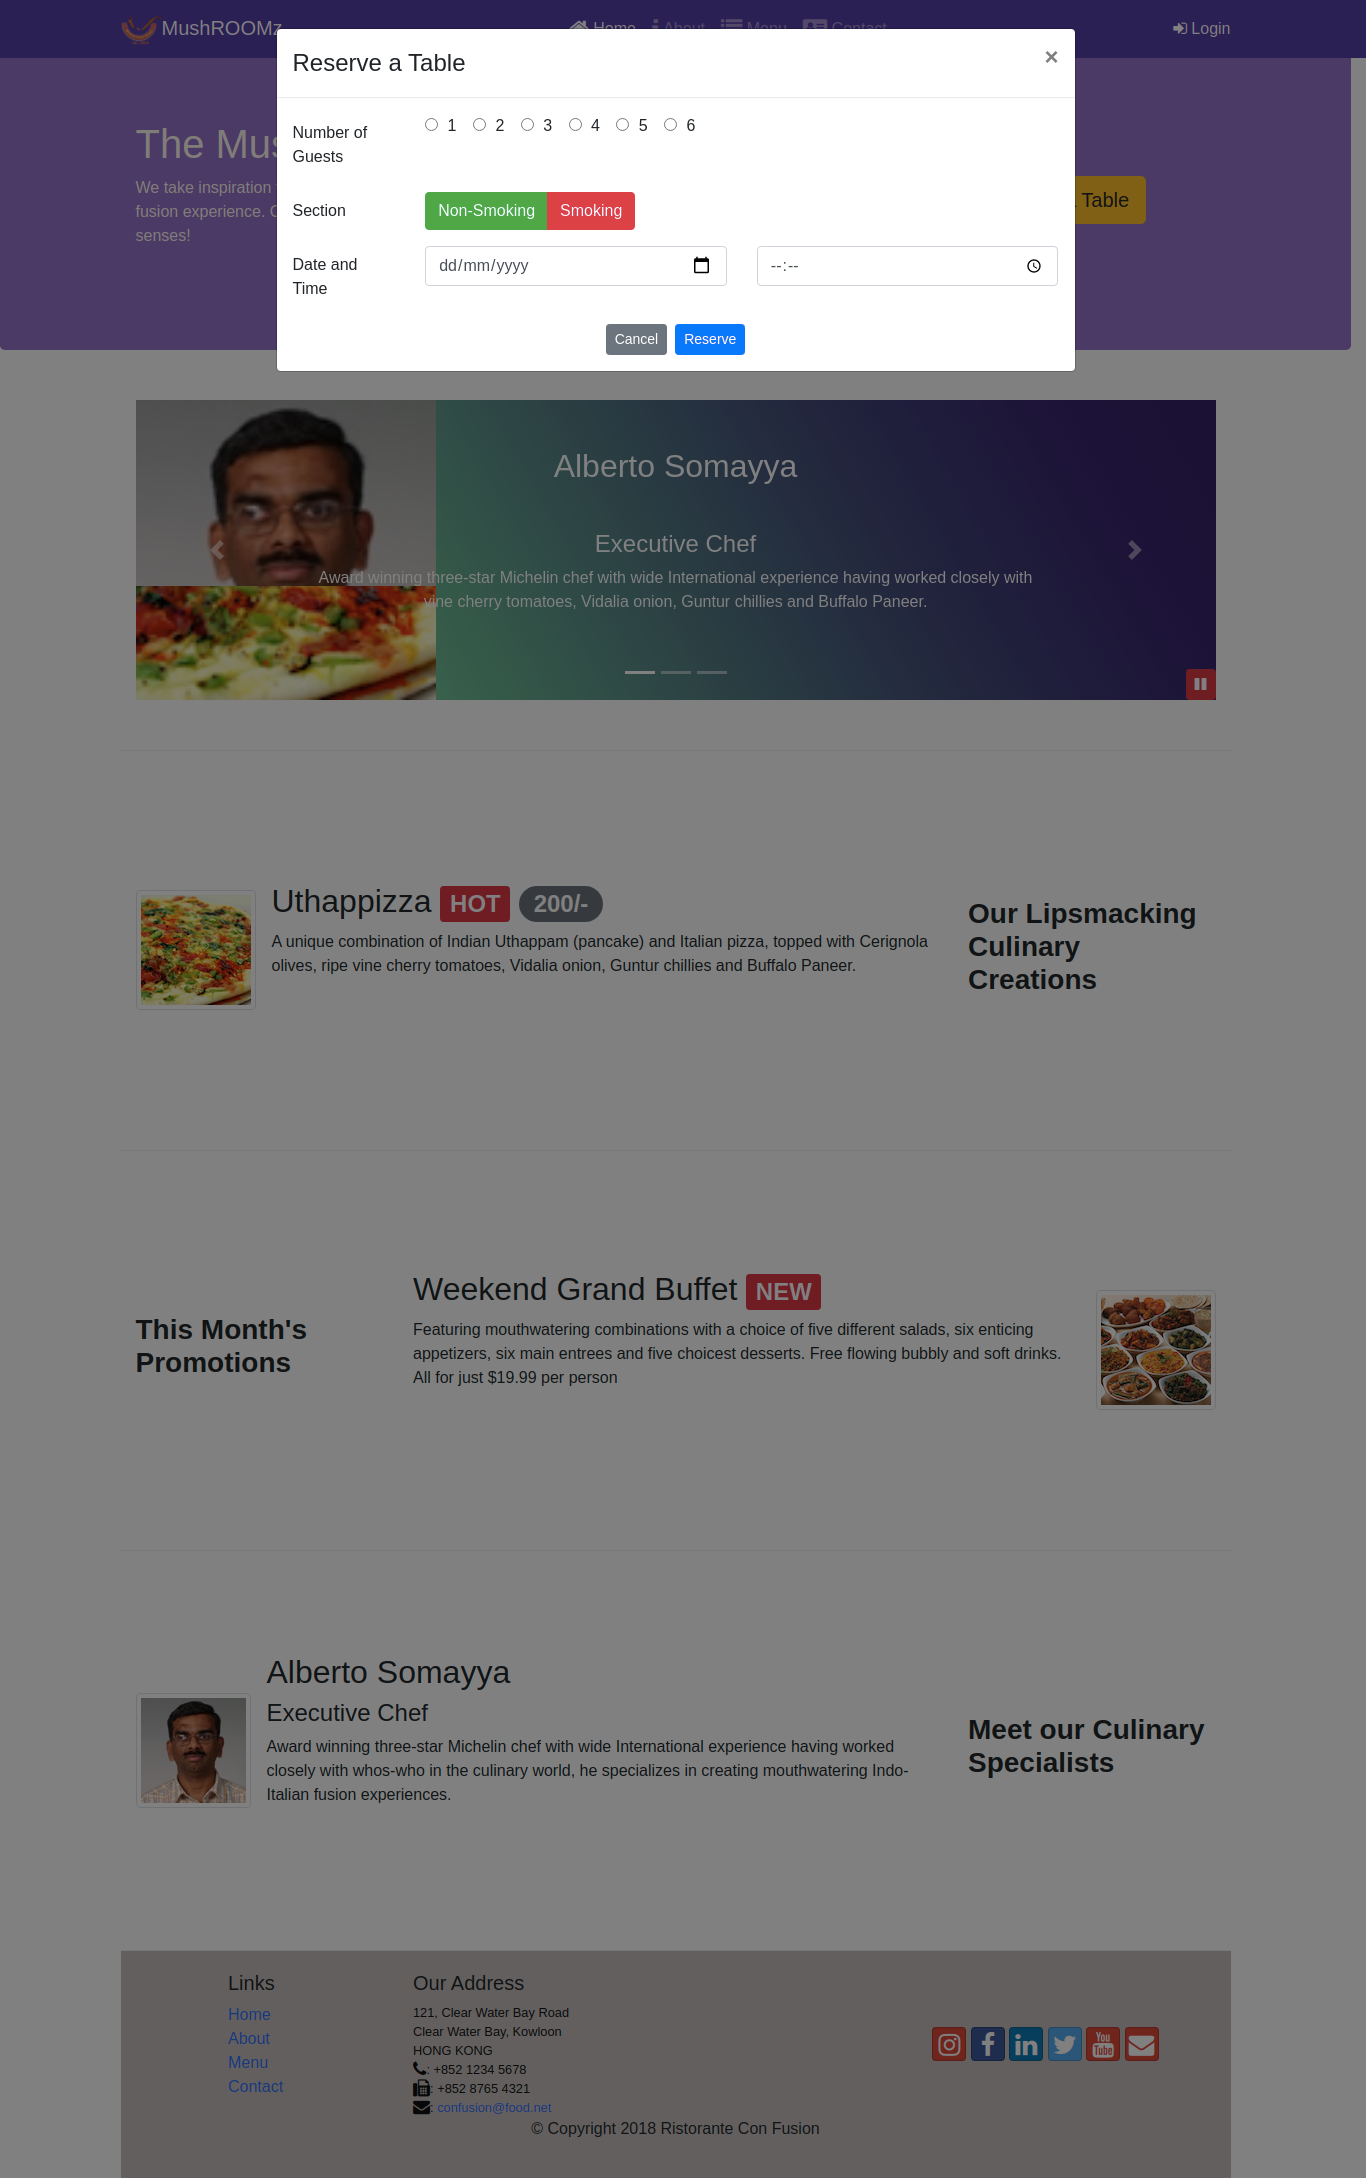 MushROOMz Home About Menu Contact Login
Reserve a Table ×
Number of Guests
1 2 3 4 5 6
Section
Non-Smoking Smoking
Date and Time
dd/mm/yyyy --:--
Cancel Reserve
The Mus
We take inspiration
fusion experience.
senses!
Table
Alberto Somayya
Executive Chef
Award winning three-star Michelin chef with wide International experience having worked closely with
vine cherry tomatoes, Vidalia onion, Guntur chillies and Buffalo Paneer.
Uthappizza HOT 200/-
A unique combination of Indian Uthappam (pancake) and Italian pizza, topped with Cerignola
olives, ripe vine cherry tomatoes, Vidalia onion, Guntur chillies and Buffalo Paneer.
Our Lipsmacking
Culinary
Creations
This Month's
Promotions
Weekend Grand Buffet NEW
Featuring mouthwatering combinations with a choice of five different salads, six enticing
appetizers, six main entrees and five choicest desserts. Free flowing bubbly and soft drinks.
All for just $19.99 per person
Alberto Somayya
Executive Chef
Award winning three-star Michelin chef with wide International experience having worked
closely with whos-who in the culinary world, he specializes in creating mouthwatering Indo-
Italian fusion experiences.
Meet our Culinary
Specialists
Links
Home
About
Menu
Contact
Our Address
121, Clear Water Bay Road
Clear Water Bay, Kowloon
HONG KONG
: +852 1234 5678
: +852 8765 4321
: confusion@food.net
You Tube
© Copyright 2018 Ristorante Con Fusion